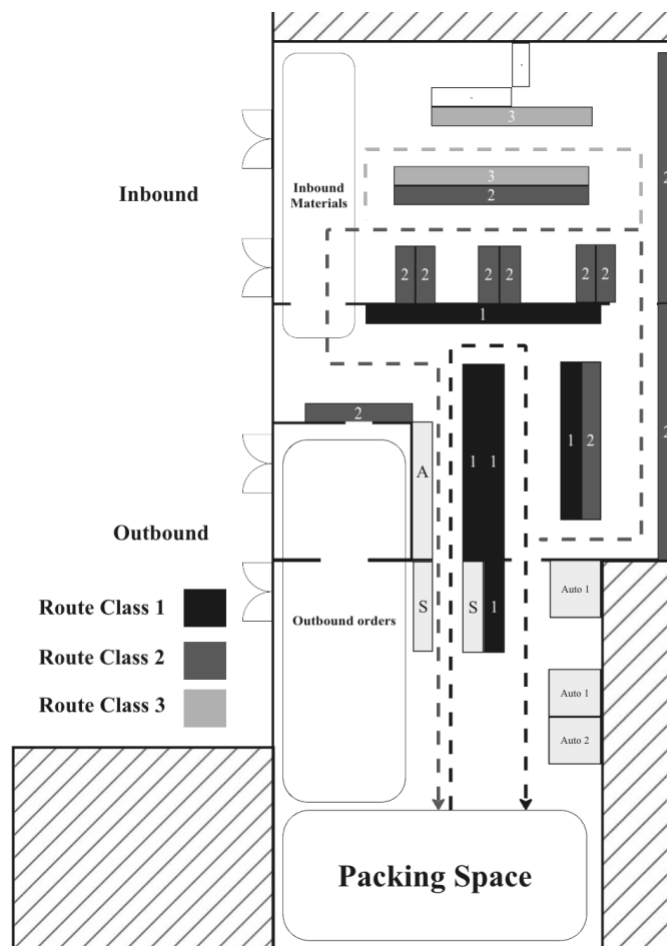 3
Inbound
Inbound
Materials
3
2
2
2 2
2 2
2 2
1
2
1 1
1 2
2
A
Outbound
Auto 1
Route Class 1
S
S
1
Outbound orders
Route Class 2
Route Class 3
Auto 1
Auto 2
Packing Space